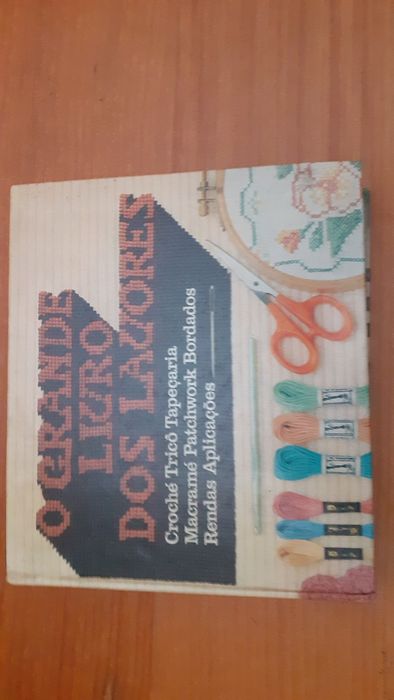 O GRANDE
LIVRO
DOS LAVORES
Croché Tricô Tapeçaria
Macramé Patchwork Bordados
Rendas Aplicações